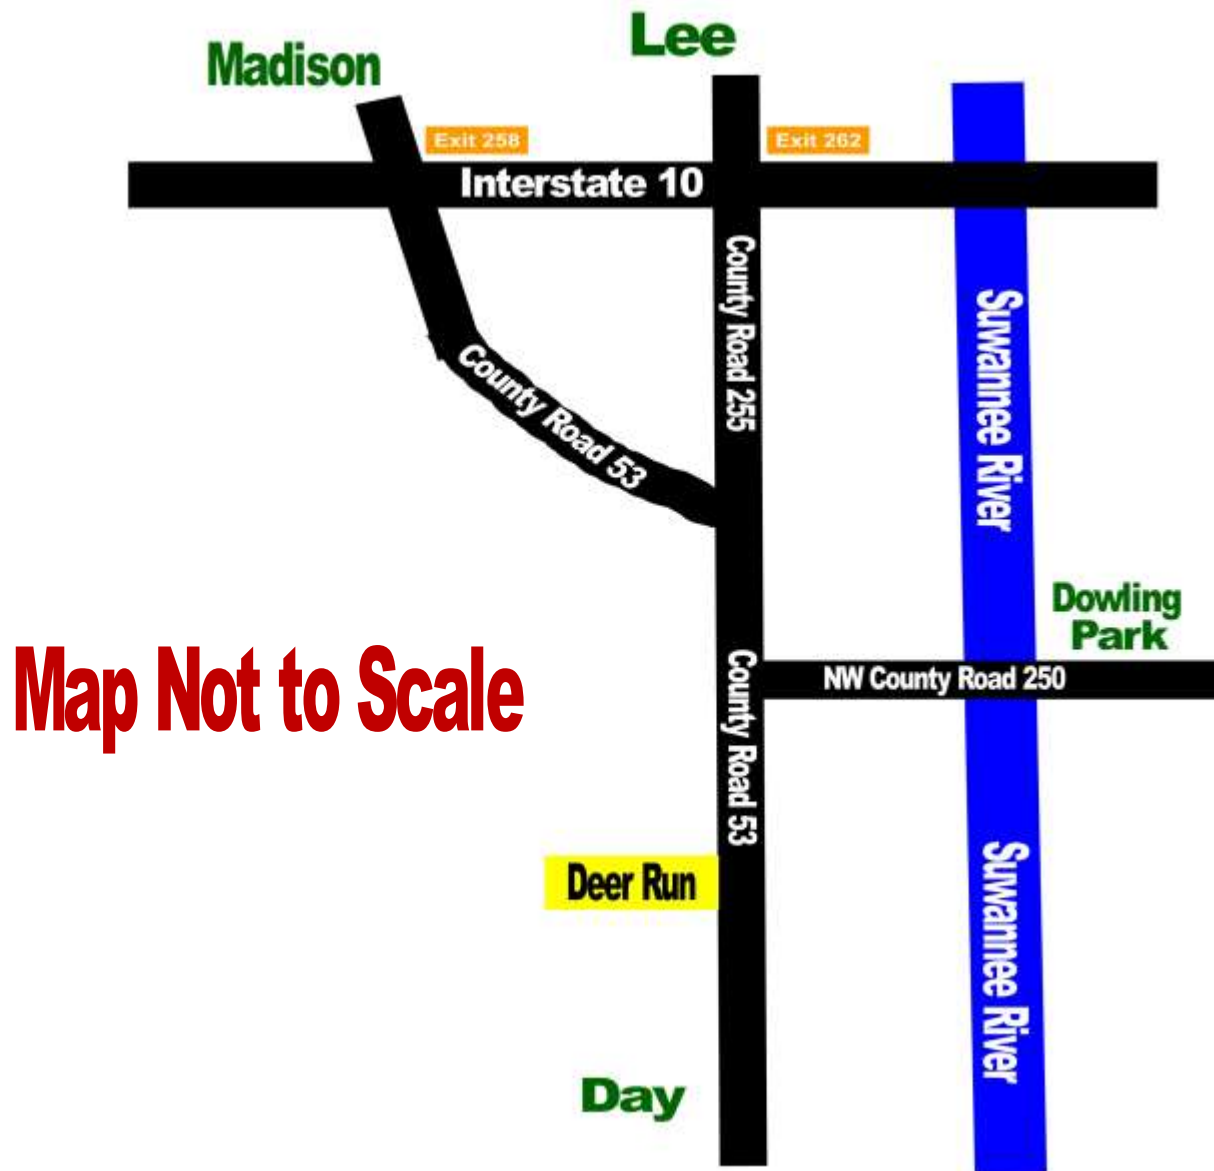 Lee
Madison
Exit 258
Exit 262
Interstate 10
County Road 255
Suwannee River
County Road 53
Dowling
Park
Map Not to Scale
NW County Road 250
County Road 53
Deer Run
Suwannee River
Day